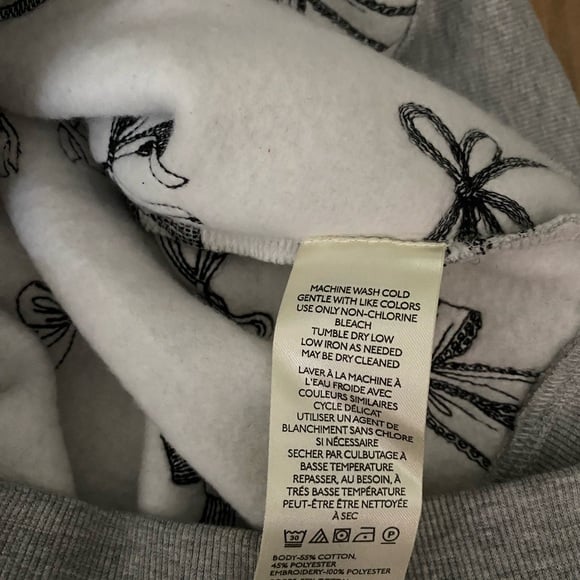 MACHINE WASH COLD
GENTLE WITH LIKE COLORS
USE ONLY NON-CHLORINE
BLEACH
TUMBLE DRY LOW
LOW IRON AS NEEDED
MAY BE DRY CLEANED
LAVER À LA MACHINE À
L'EAU FROIDE AVEC
COULEURS SIMILAIRES
CYCLE DÉLICAT
UTILISER UN AGENT DE
BLANCHIMENT SANS CHLORE
SI NÉCESSAIRE
SECHER PAR CULBUTAGE À
BASSE TEMPERATURE
REPASSER, AU BESOIN, À
TRÉS BASSE TEMPÉRATURE
PEUT-ÊTRE ÊTRE NETTOYÉE
À SEC
30 P
BODY-55% COTTON,
45% POLYESTER
EMBROIDERY-100% POLYESTER